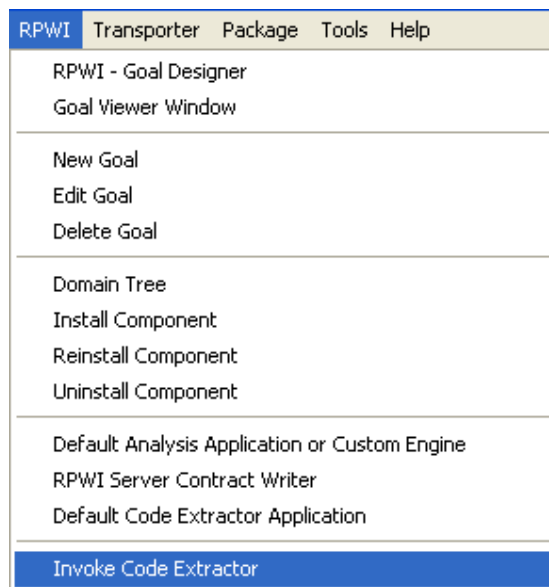 RPWI Transporter Package Tools Help
RPWI - Goal Designer
Goal Viewer Window
New Goal
Edit Goal
Delete Goal
Domain Tree
Install Component
Reinstall Component
Uninstall Component
Default Analysis Application or Custom Engine
RPWI Server Contract Writer
Default Code Extractor Application
Invoke Code Extractor